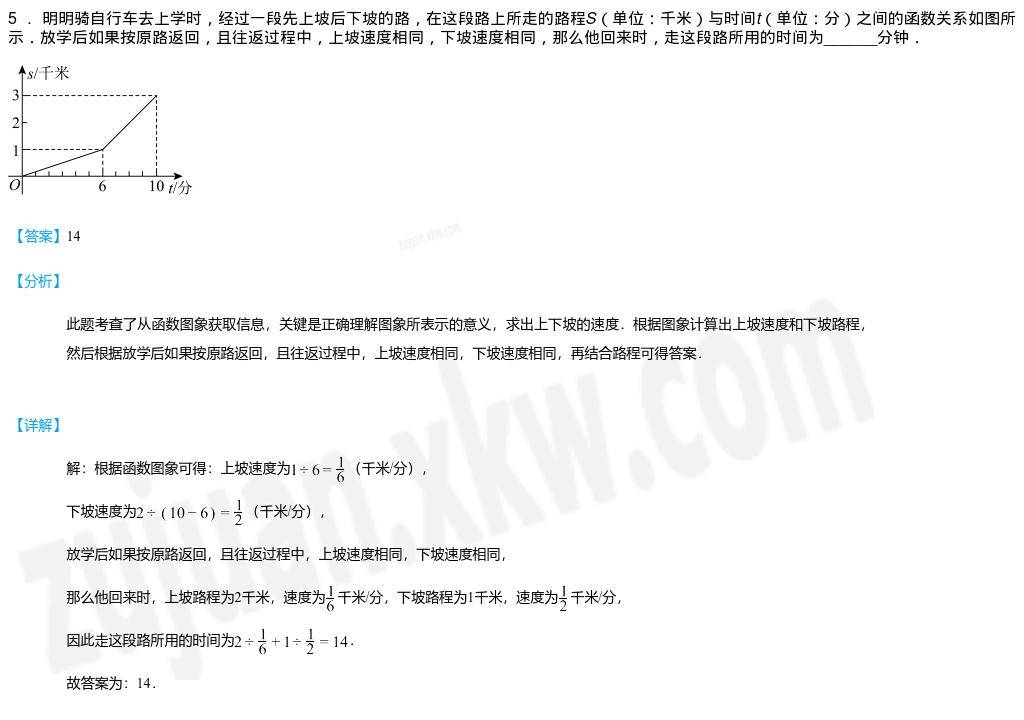 5 ．明明骑自行车去上学时，经过一段先上坡后下坡的路，在这段路上所走的路程S（单位：千米）与时间t（单位：分）之间的函数关系如图所
示．放学后如果按原路返回，且往返过程中，上坡速度相同，下坡速度相同，那么他回来时，走这段路所用的时间为______分钟．
s/千米
3
2
1
O 6 10 t/分
【答案】14
zujuan.xkw.com
【分析】
此题考查了从函数图象获取信息，关键是正确理解图象所表示的意义，求出上下坡的速度．根据图象计算出上坡速度和下坡路程，
然后根据放学后如果按原路返回，且往返过程中，上坡速度相同，下坡速度相同，再结合路程可得答案．
【详解】
解：根据函数图象可得：上坡速度为1÷6=1/6（千米/分），
下坡速度为2÷(10−6)=1/2（千米/分），
放学后如果按原路返回，且往返过程中，上坡速度相同，下坡速度相同，
那么他回来时，上坡路程为2千米，速度为1/6千米/分，下坡路程为1千米，速度为1/2千米/分，
因此走这段路所用的时间为2÷1/6+1÷1/2=14．
故答案为：14．
zujuan.xkw.com